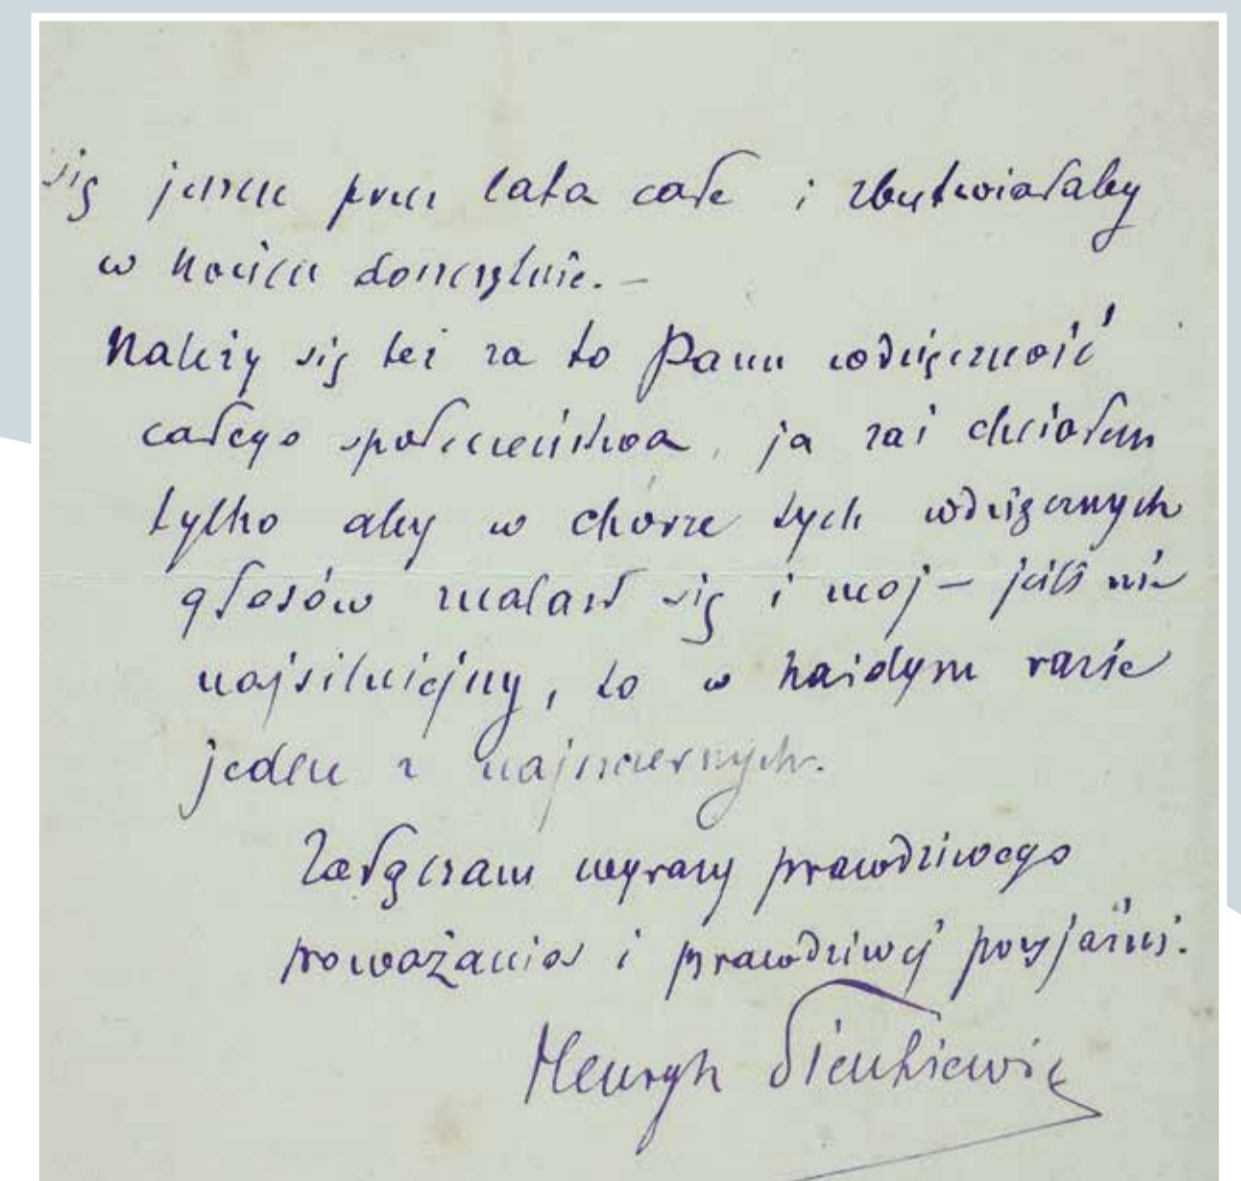 się jeszcze przez lata całe i zbutwiałaby
w końcu doszczętnie. –
Należy się też za to Panu wdzięczność
całego społeczeństwa, ja zaś chciałem
tylko aby w chórze tych wdzięcznych
głosów znalazł się i mój – jeśli nie
najsilniejszy, to w każdym razie
jeden z najszczerszych.
Załączam wyrazy prawdziwego
poważania i prawdziwej przyjaźni.
Henryk Sienkiewicz